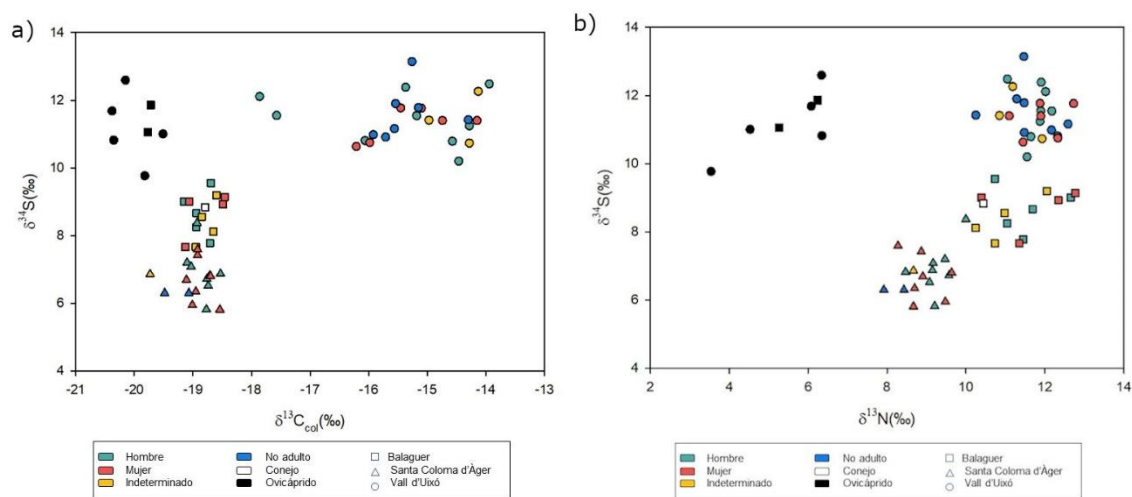 a)
14
12
10
8
6
4
δ³⁴S(‰)
-21 -20 -19 -18 -17 -16 -15 -14 -13
δ¹³C_col(‰)
Hombre No adulto Balaguer
Mujer Conejo Santa Coloma d'Àger
Indeterminado Ovicáprido Vall d'Uixó
b)
14
12
10
8
6
4
δ³⁴S(‰)
2 4 6 8 10 12 14
δ¹³N(‰)
Hombre No adulto Balaguer
Mujer Conejo Santa Coloma d'Àger
Indeterminado Ovicáprido Vall d'Uixó